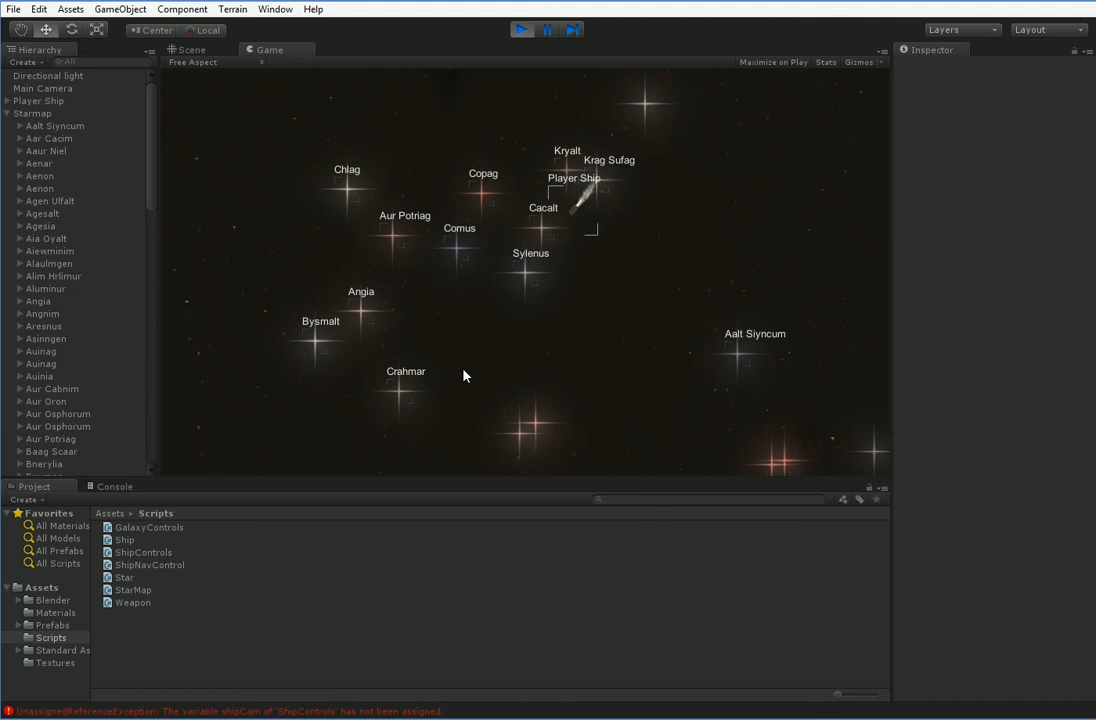 File Edit Assets GameObject Component Terrain Window Help
Center Local Layers Layout
Hierarchy Scene Game Inspector
Create All Free Aspect Maximize on Play Stats Gizmos
Directional light
Main Camera
Player Ship
Starmap
Aalt Siyncum
Aar Cacim
Aaur Niel
Aenar
Aenon
Aenon
Agen Ulfalt
Agesalt
Agesia
Aia Oyalt
Aiewminim
Alaulmgen
Alim Hrlimur
Aluminur
Angia
Angnim
Aresnus
Asinngen
Auinag
Auinag
Auinia
Aur Cabnim
Aur Oron
Aur Osphorum
Aur Osphorum
Aur Potriag
Baag Scaar
Bnerylia
Kryalt
Krag Sufag
Chlag
Copag
Player Ship
Cacalt
Aur Potriag
Comus
Sylenus
Angia
Bysmalt
Aalt Siyncum
Crahmar
Project Console
Create
Favorites
All Materials
All Models
All Prefabs
All Scripts
Assets
Blender
Materials
Prefabs
Scripts
Standard As
Textures
Assets Scripts
GalaxyControls
Ship
ShipControls
ShipNavControl
Star
StarMap
Weapon
UnassignedReferenceException: The variable shipCam of 'ShipControls' has not been assigned.